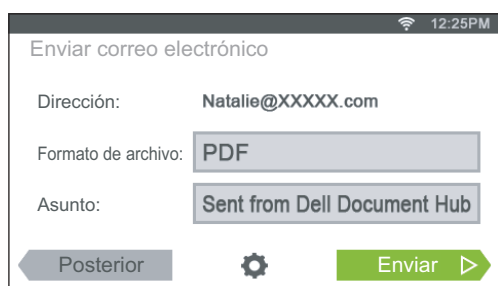 12:25PM
Enviar correo electrónico
Dirección: Natalie@XXXXX.com
Formato de archivo: PDF
Asunto: Sent from Dell Document Hub
Posterior Enviar